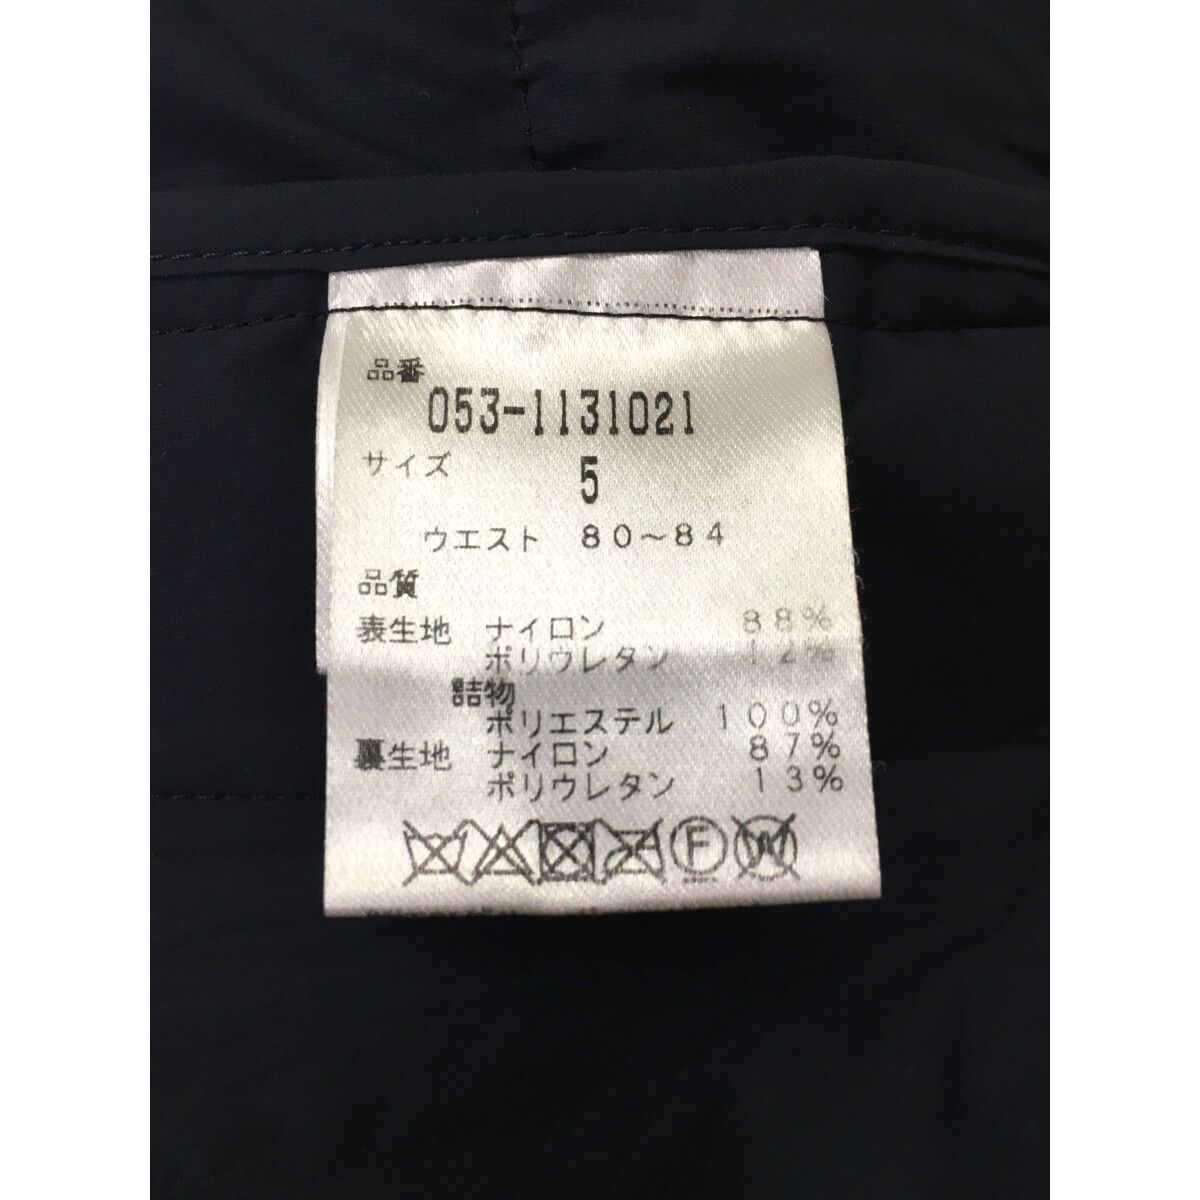 品番
053-1131021
サイズ 5
ウエスト 80～84
品質
表生地 ナイロン 88%
ポリウレタン 12%
詰物
ポリエステル 100%
裏生地 ナイロン 87%
ポリウレタン 13%
F W